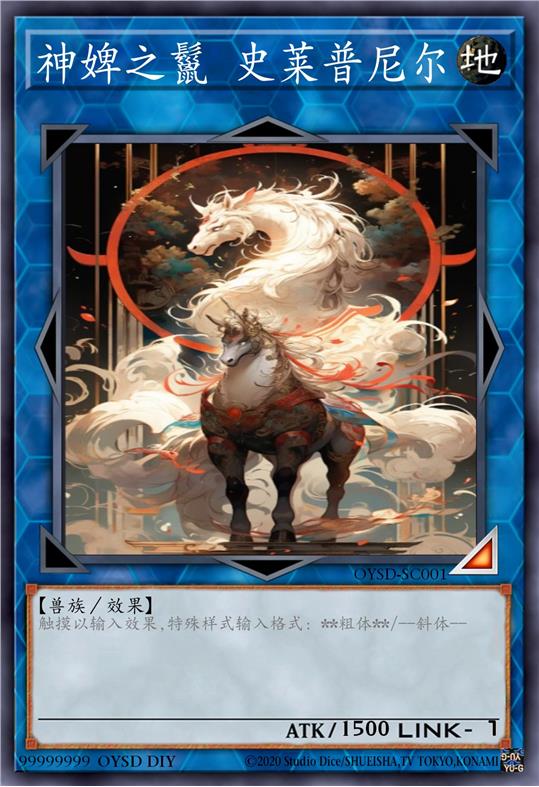 神婢之鬣 史莱普尼尔 地
OYSD-SC001
【兽族／效果】
触摸以输入效果,特殊样式输入格式：**粗体**/--斜体--
ATK/1500 LINK- 1
99999999 OYSD DIY ©2020 Studio Dice/SHUEISHA,TV TOKYO,KONAMI